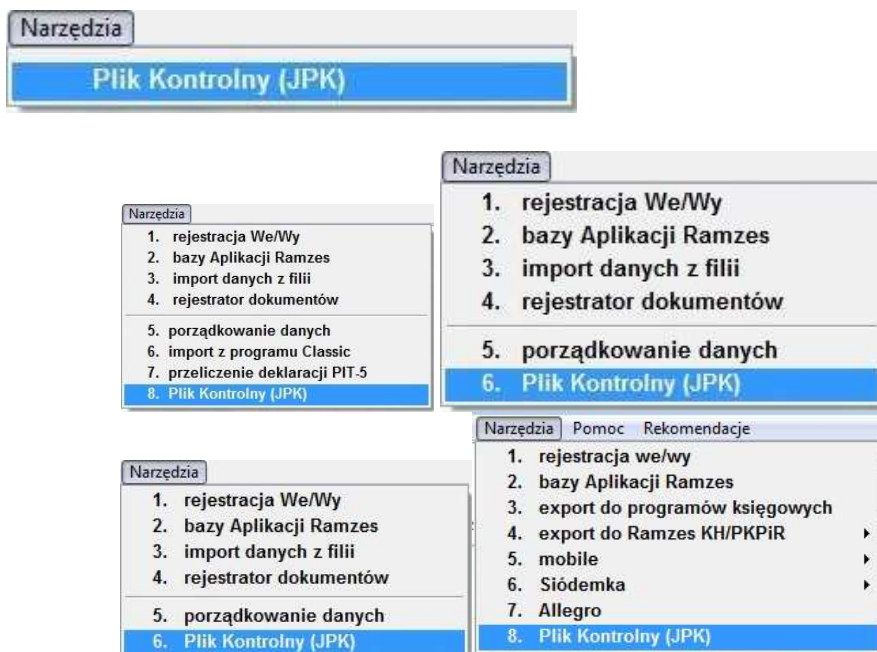 Narzędzia
Plik Kontrolny (JPK)
Narzędzia
1. rejestracja We/Wy
2. bazy Aplikacji Ramzes
3. import danych z filii
4. rejestrator dokumentów
5. porządkowanie danych
6. import z programu Classic
7. przeliczenie deklaracji PIT-5
8. Plik Kontrolny (JPK)
Narzędzia
1. rejestracja We/Wy
2. bazy Aplikacji Ramzes
3. import danych z filii
4. rejestrator dokumentów
5. porządkowanie danych
6. Plik Kontrolny (JPK)
Narzędzia
1. rejestracja We/Wy
2. bazy Aplikacji Ramzes
3. import danych z filii
4. rejestrator dokumentów
5. porządkowanie danych
6. Plik Kontrolny (JPK)
Narzędzia Pomoc Rekomendacje
1. rejestracja we/wy
2. bazy Aplikacji Ramzes
3. export do programów księgowych
4. export do Ramzes KH/PKPiR
5. mobile
6. Siódemka
7. Allegro
8. Plik Kontrolny (JPK)